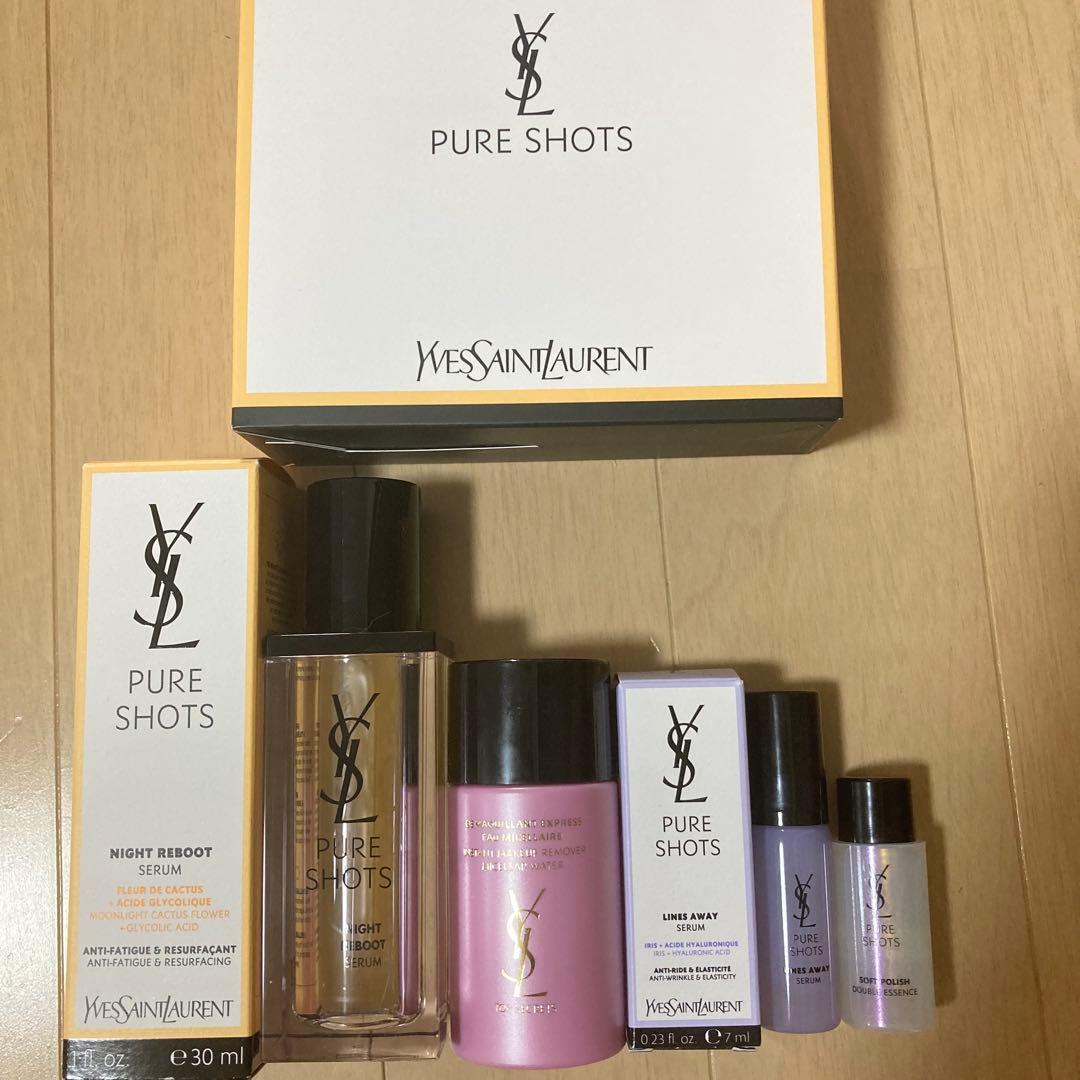 YSL
PURE SHOTS
YVESSAINTLAURENT
YSL
PURE
SHOTS
NIGHT REBOOT
SERUM
FLEUR DE CACTUS
+ ACIDE GLYCOLIQUE
MOONLIGHT CACTUS FLOWER
+ GLYCOLIC ACID
ANTI-FATIGUE & RESURFAÇANT
ANTI-FATIGUE & RESURFACING
YVESSAINTLAURENT
1 fl. oz. e 30 ml
YSL
PURE
SHOTS
NIGHT
REBOOT
SERUM
DÉMAQUILLANT EXPRESS
EAU MICELLAIRE
INSTANT MAKEUP REMOVER
MICELLAR WATER
YSL
TOP SECRETS
YSL
PURE
SHOTS
LINES AWAY
SERUM
IRIS + ACIDE HYALURONIQUE
IRIS + HYALURONIC ACID
ANTI-RIDE & ÉLASTICITÉ
ANTI-WRINKLE & ELASTICITY
YVESSAINTLAURENT
0.23 fl. oz. e 7 ml
YSL
PURE
SHOTS
LINES AWAY
SERUM
YSL
PURE
SHOTS
SOFT POLISH
DOUBLE ESSENCE